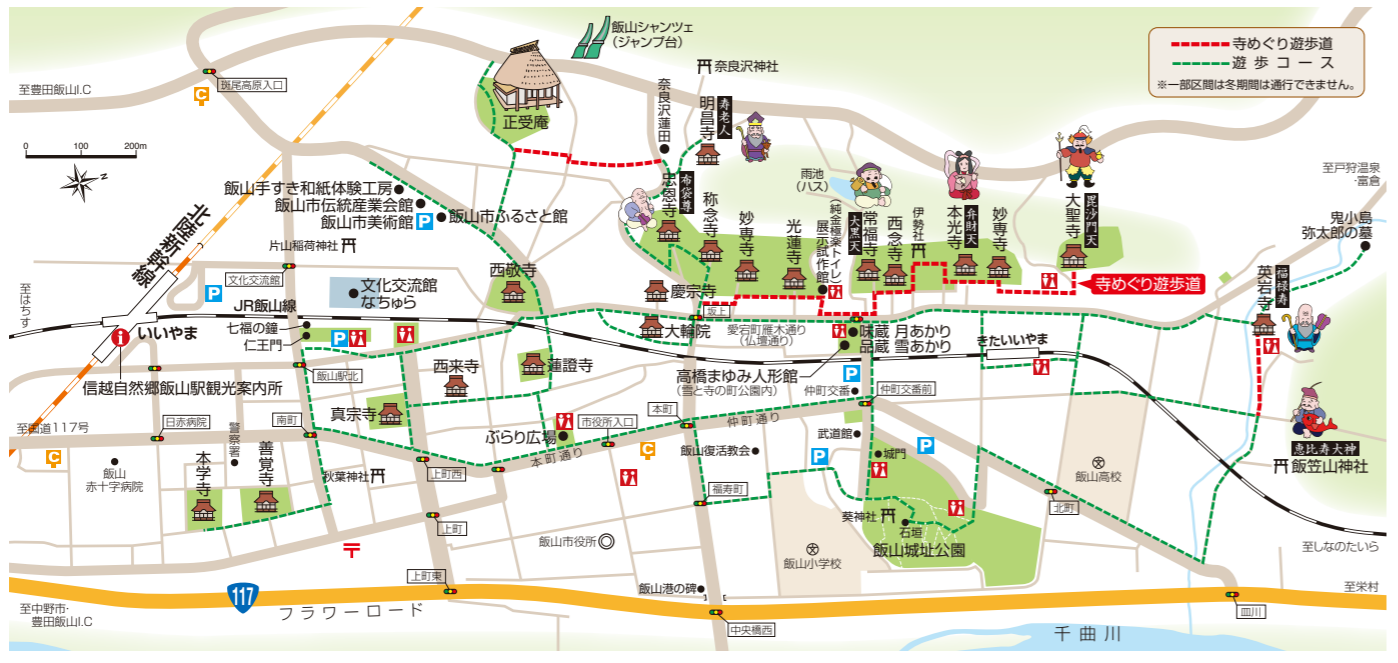 飯山シャンツェ
(ジャンプ台)
寺めぐり遊歩道
遊歩コース
※一部区間は冬期間は通行できません。
至豊田飯山I.C
斑尾高原入口
C
正受庵
奈良沢神社
奈良沢蓮田
明昌寺
寿老人
0 100 200m
N
飯山手すき和紙体験工房
飯山市伝統産業会館
飯山市美術館
P
飯山市ふるさと館
忠恩寺
布袋尊
称念寺
妙専寺
光蓮寺
雨池
(ハス)
展示試作館
(純金極楽トイレ)
常福寺
大黒天
西念寺
伊勢社
本光寺
弁財天
妙専寺
大聖寺
毘沙門天
至戸狩温泉
・富倉
鬼小島
弥太郎の墓
英岩寺
福禄寿
北陸新幹線
片山稲荷神社
文化交流館
P
文化交流館
なちゅら
西敬寺
慶宗寺
坂上
寺めぐり遊歩道
至はちす
JR飯山線
いいやま
七福の鐘
仁王門
P
大輪院
愛宕町雁木通り
(仏壇通り)
味蔵 月あかり
品蔵 雪あかり
きたいいやま
信越自然郷飯山駅観光案内所
飯山駅北
西来寺
蓮證寺
高橋まゆみ人形館
(雪と寺の町公園内)
P
仲町交番
仲町交番前
至国道117号
日赤病院
警察署
南町
真宗寺
ぶらり広場
市役所入口
本町
仲町通り
本町通り
武道館
城門
P
P
恵比寿大神
飯笠山神社
C
飯山
赤十字病院
本学寺
善覚寺
秋葉神社
上町西
C
飯山復活教会
福寿町
飯山高校
北町
上町
葵神社
石垣
飯山城址公園
飯山市役所
飯山小学校
至しなのたいら
上町東
飯山港の碑
117
フラワーロード
至中野市・
豊田飯山I.C
中央橋西
皿川
至栄村
千曲川